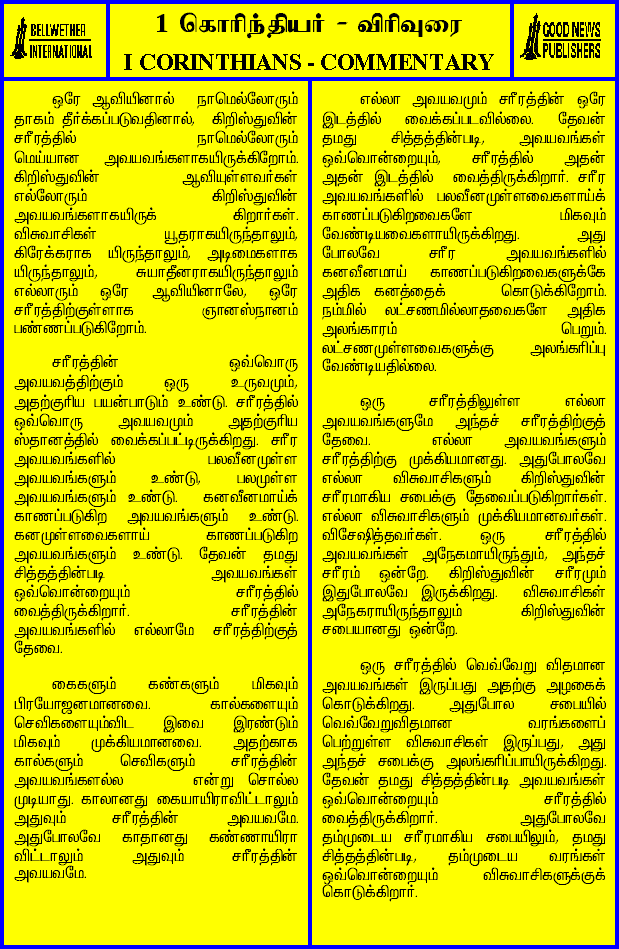 BELLWETHER
INTERNATIONAL
1 கொரிந்தியர் - விரிவுரை
I CORINTHIANS - COMMENTARY
GOOD NEWS
PUBLISHERS
ஒரே ஆவியினால் நாமெல்லோரும்
தாகம் தீர்க்கப்படுவதினால், கிறிஸ்துவின்
சரீரத்தில் நாமெல்லோரும்
மெய்யான அவயவங்களாகயிருக்கிறோம்.
கிறிஸ்துவின் ஆவியுள்ளவர்கள்
எல்லோரும் கிறிஸ்துவின்
அவயவங்களாகயிருக் கிறார்கள்.
விசுவாசிகள் யூதராகயிருந்தாலும்,
கிரேக்கராக யிருந்தாலும், அடிமைகளாக
யிருந்தாலும், சுயாதீனராகயிருந்தாலும்
எல்லாரும் ஒரே ஆவியினாலே, ஒரே
சரீரத்திற்குள்ளாக ஞானஸ்நானம்
பண்ணப்படுகிறோம்.
சரீரத்தின் ஒவ்வொரு
அவயவத்திற்கும் ஒரு உருவமும்,
அதற்குரிய பயன்பாடும் உண்டு. சரீரத்தில்
ஒவ்வொரு அவயவமும் அதற்குரிய
ஸ்தானத்தில் வைக்கப்பட்டிருக்கிறது. சரீர
அவயவங்களில் பலவீனமுள்ள
அவயவங்களும் உண்டு, பலமுள்ள
அவயவங்களும் உண்டு. கனவீனமாய்க்
காணப்படுகிற அவயவங்களும் உண்டு.
கனமுள்ளவைகளாய் காணப்படுகிற
அவயவங்களும் உண்டு. தேவன் தமது
சித்தத்தின்படி அவயவங்கள்
ஒவ்வொன்றையும் சரீரத்தில்
வைத்திருக்கிறார். சரீரத்தின்
அவயவங்களில் எல்லாமே சரீரத்திற்குத்
தேவை.
கைகளும் கண்களும் மிகவும்
பிரயோஜனமானவை. கால்களையும்
செவிகளையும்விட இவை இரண்டும்
மிகவும் முக்கியமானவை. அதற்காக
கால்களும் செவிகளும் சரீரத்தின்
அவயவங்களல்ல என்று சொல்ல
முடியாது. காலானது கையாயிராவிட்டாலும்
அதுவும் சரீரத்தின் அவயவமே.
அதுபோலவே காதானது கண்ணாயிரா
விட்டாலும் அதுவும் சரீரத்தின்
அவயவமே.
எல்லா அவயவமும் சரீரத்தின் ஒரே
இடத்தில் வைக்கப்படவில்லை. தேவன்
தமது சித்தத்தின்படி, அவயவங்கள்
ஒவ்வொன்றையும், சரீரத்தில் அதன்
அதன் இடத்தில் வைத்திருக்கிறார். சரீர
அவயவங்களில் பலவீனமுள்ளவைகளாய்க்
காணப்படுகிறவைகளே மிகவும்
வேண்டியவைகளாயிருக்கிறது. அது
போலவே சரீர அவயவங்களில்
கனவீனமாய் காணப்படுகிறவைகளுக்கே
அதிக கனத்தைக் கொடுக்கிறோம்.
நம்மில் லட்சணமில்லாதவைகளே அதிக
அலங்காரம் பெறும்.
லட்சணமுள்ளவைகளுக்கு அலங்கரிப்பு
வேண்டியதில்லை.
ஒரு சரீரத்திலுள்ள எல்லா
அவயவங்களுமே அந்தச் சரீரத்திற்குத்
தேவை. எல்லா அவயவங்களும்
சரீரத்திற்கு முக்கியமானது. அதுபோலவே
எல்லா விசுவாசிகளும் கிறிஸ்துவின்
சரீரமாகிய சபைக்கு தேவைப்படுகிறார்கள்.
எல்லா விசுவாசிகளும் முக்கியமானவர்கள்.
விசேஷித்தவர்கள். ஒரு சரீரத்தில்
அவயவங்கள் அநேகமாயிருந்தும், அந்தச்
சரீரம் ஒன்றே. கிறிஸ்துவின் சரீரமும்
இதுபோலவே இருக்கிறது. விசுவாசிகள்
அநேகராயிருந்தாலும் கிறிஸ்துவின்
சபையானது ஒன்றே.
ஒரு சரீரத்தில் வெவ்வேறு விதமான
அவயவங்கள் இருப்பது அதற்கு அழகைக்
கொடுக்கிறது. அதுபோல சபையில்
வெவ்வேறுவிதமான வரங்களைப்
பெற்றுள்ள விசுவாசிகள் இருப்பது, அது
அந்தச் சபைக்கு அலங்கரிப்பாயிருக்கிறது.
தேவன் தமது சித்தத்தின்படி அவயவங்கள்
ஒவ்வொன்றையும் சரீரத்தில்
வைத்திருக்கிறார். அதுபோலவே
தம்முடைய சரீரமாகிய சபையிலும், தமது
சித்தத்தின்படி, தம்முடைய வரங்கள்
ஒவ்வொன்றையும் விசுவாசிகளுக்குக்
கொடுக்கிறார்.